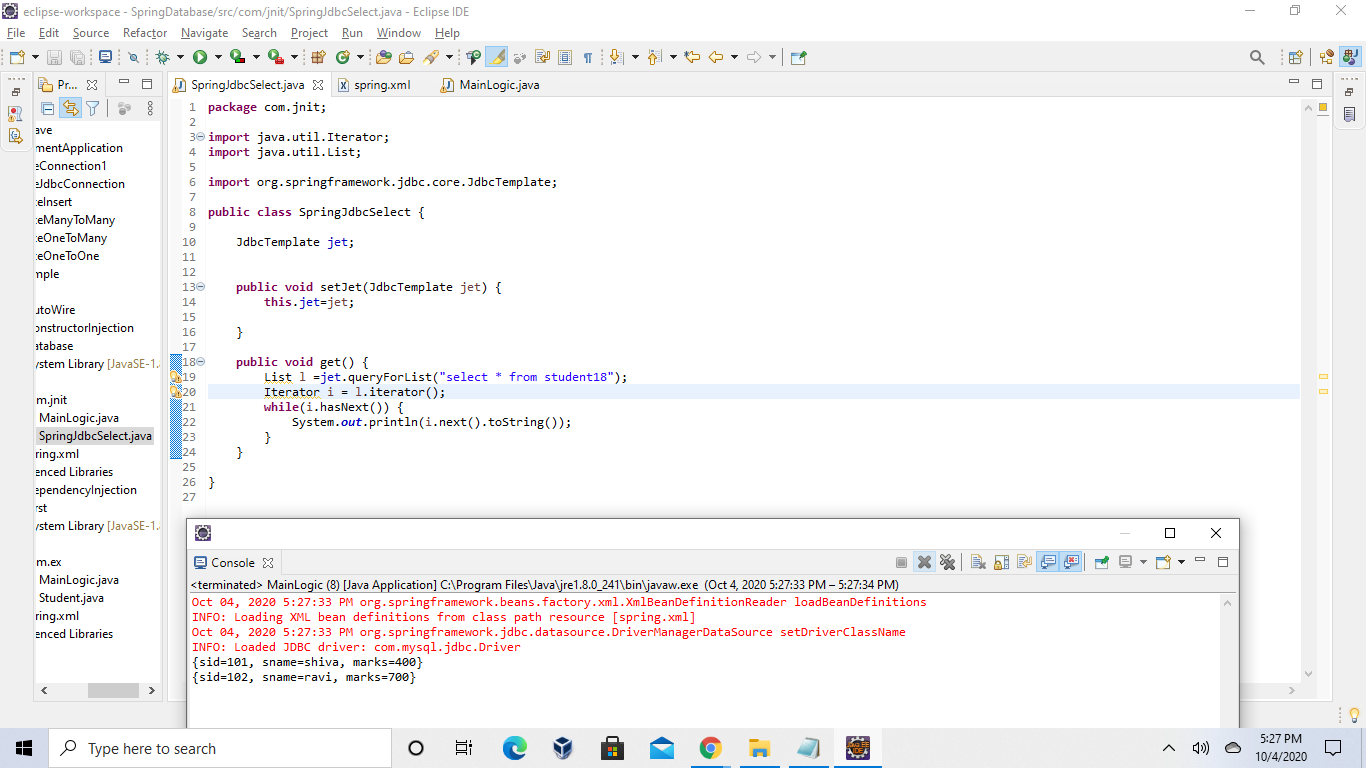 eclipse-workspace - SpringDatabase/src/com/jnit/SpringJdbcSelect.java - Eclipse IDE
File Edit Source Refactor Navigate Search Project Run Window Help
Pr...
SpringJdbcSelect.java spring.xml MainLogic.java
ave
mentApplication
eConnection1
eJdbcConnection
teInsert
teManyToMany
teOneToMany
teOneToOne
mple
utoWire
onstructorInjection
atabase
ystem Library [JavaSE-1.
m.jnit
MainLogic.java
SpringJdbcSelect.java
ring.xml
enced Libraries
ependencyInjection
rst
ystem Library [JavaSE-1.
m.ex
MainLogic.java
Student.java
ring.xml
enced Libraries
1 package com.jnit;
2
3 import java.util.Iterator;
4 import java.util.List;
5
6 import org.springframework.jdbc.core.JdbcTemplate;
7
8 public class SpringJdbcSelect {
9
10 JdbcTemplate jet;
11
12
13 public void setJet(JdbcTemplate jet) {
14 this.jet=jet;
15
16 }
17
18 public void get() {
19 List l =jet.queryForList("select * from student18");
20 Iterator i = l.iterator();
21 while(i.hasNext()) {
22 System.out.println(i.next().toString());
23 }
24 }
25
26 }
27
Console
<terminated> MainLogic (8) [Java Application] C:\Program Files\Java\jre1.8.0_241\bin\javaw.exe (Oct 4, 2020 5:27:33 PM – 5:27:34 PM)
Oct 04, 2020 5:27:33 PM org.springframework.beans.factory.xml.XmlBeanDefinitionReader loadBeanDefinitions
INFO: Loading XML bean definitions from class path resource [spring.xml]
Oct 04, 2020 5:27:33 PM org.springframework.jdbc.datasource.DriverManagerDataSource setDriverClassName
INFO: Loaded JDBC driver: com.mysql.jdbc.Driver
{sid=101, sname=shiva, marks=400}
{sid=102, sname=ravi, marks=700}
Type here to search
5:27 PM
10/4/2020